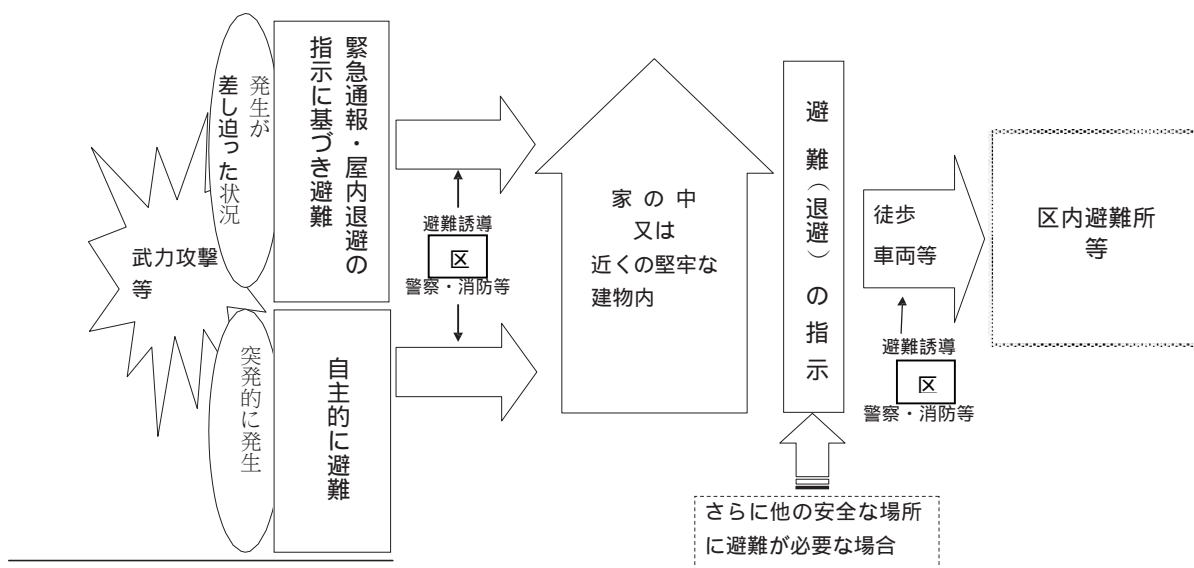 武力攻撃
等
発生が
差し迫った状況
緊急通報・屋内退避の
指示に基づき避難
突発的に発生
自主的に避難
避難誘導
区
警察・消防等
家の中
又は
近くの堅牢な
建物内
避難(退避)の指示
さらに他の安全な場所
に避難が必要な場合
徒歩
車両等
避難誘導
区
警察・消防等
区内避難所
等